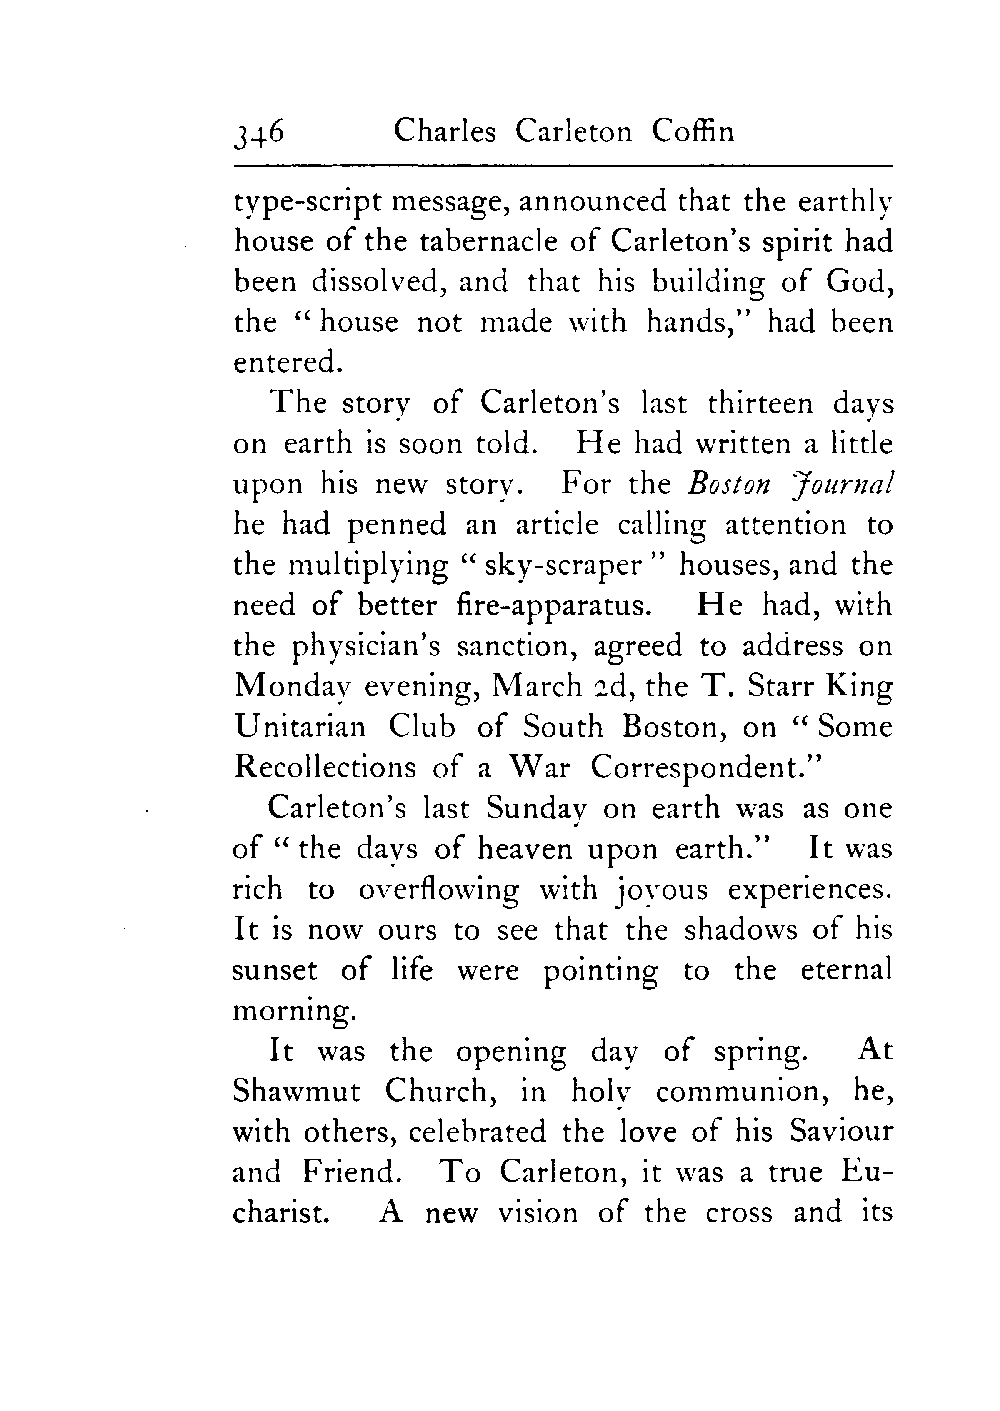 346 Charles Carleton Coffin
type-script message, announced that the earthly
house of the tabernacle of Carleton's spirit had
been dissolved, and that his building of God,
the “ house not made with hands,” had been
entered.
The story of Carleton's last thirteen days
on earth is soon told. He had written a little
upon his new story. For the Boston Journal
he had penned an article calling attention to
the multiplying “ sky-scraper ” houses, and the
need of better fire-apparatus. He had, with
the physician's sanction, agreed to address on
Monday evening, March 2d, the T. Starr King
Unitarian Club of South Boston, on “ Some
Recollections of a War Correspondent.”
Carleton's last Sunday on earth was as one
of “ the days of heaven upon earth.” It was
rich to overflowing with joyous experiences.
It is now ours to see that the shadows of his
sunset of life were pointing to the eternal
morning.
It was the opening day of spring. At
Shawmut Church, in holy communion, he,
with others, celebrated the love of his Saviour
and Friend. To Carleton, it was a true Eu-
charist. A new vision of the cross and its